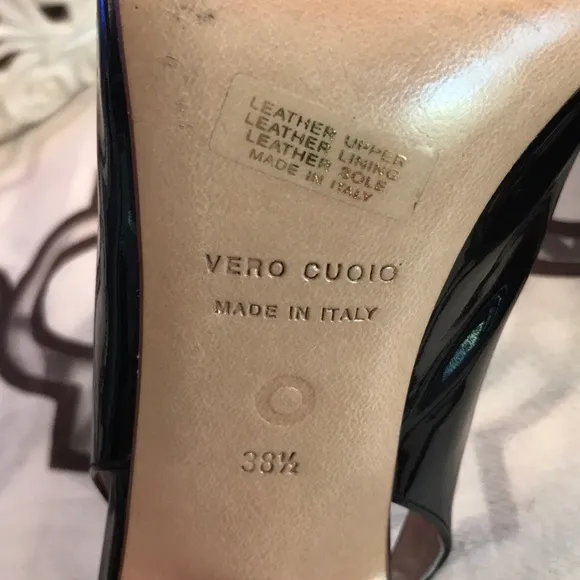 LEATHER UPPER
LEATHER LINING
LEATHER SOLE
MADE IN ITALY
VERO CUOIO
MADE IN ITALY
38½